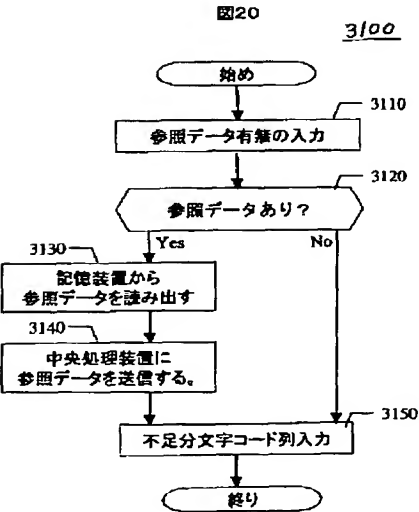 図20
3100
始め
3110
参照データ有無の入力
3120
参照データあり？
Yes
No
3130
記憶装置から
参照データを読み出す
3140
中央処理装置に
参照データを送信する。
3150
不足分文字コード列入力
終り